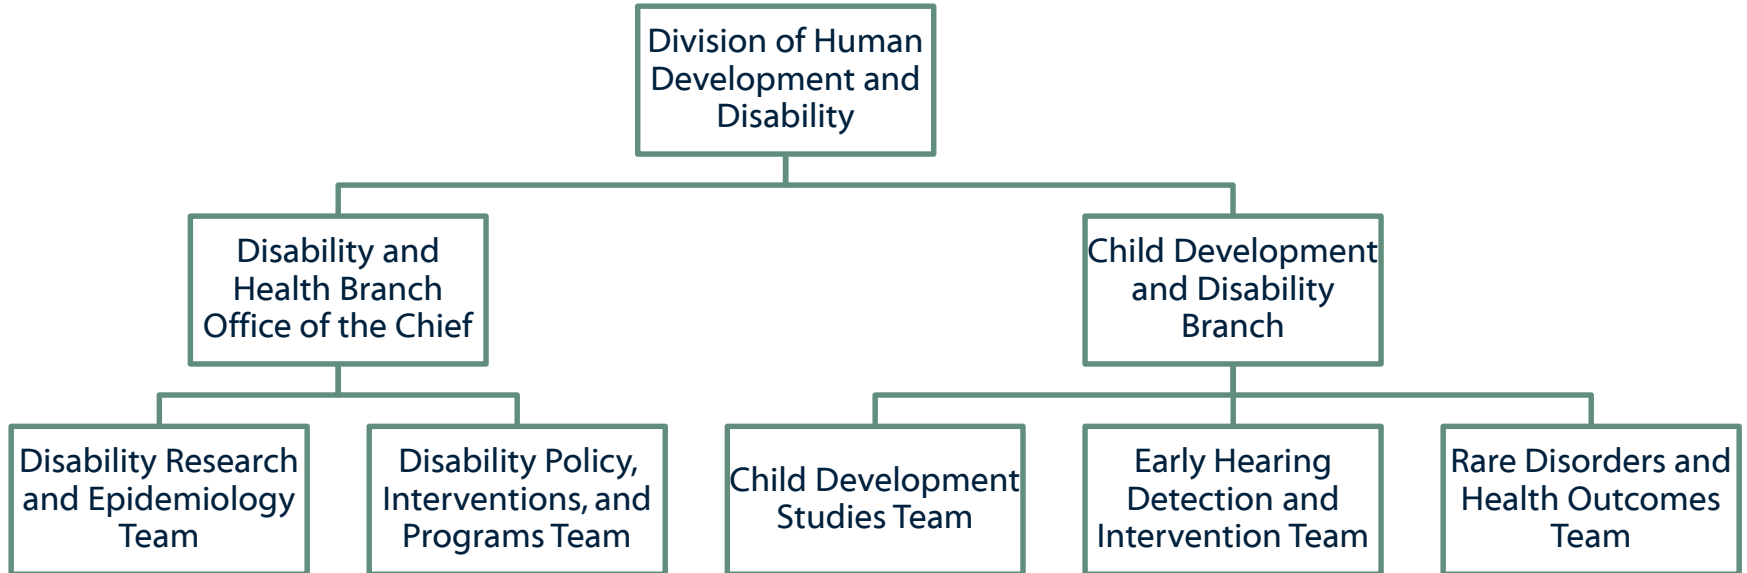 Division of Human
Development and
Disability
Disability and
Health Branch
Office of the Chief
Child Development
and Disability
Branch
Disability Research
and Epidemiology
Team
Disability Policy,
Interventions, and
Programs Team
Child Development
Studies Team
Early Hearing
Detection and
Intervention Team
Rare Disorders and
Health Outcomes
Team